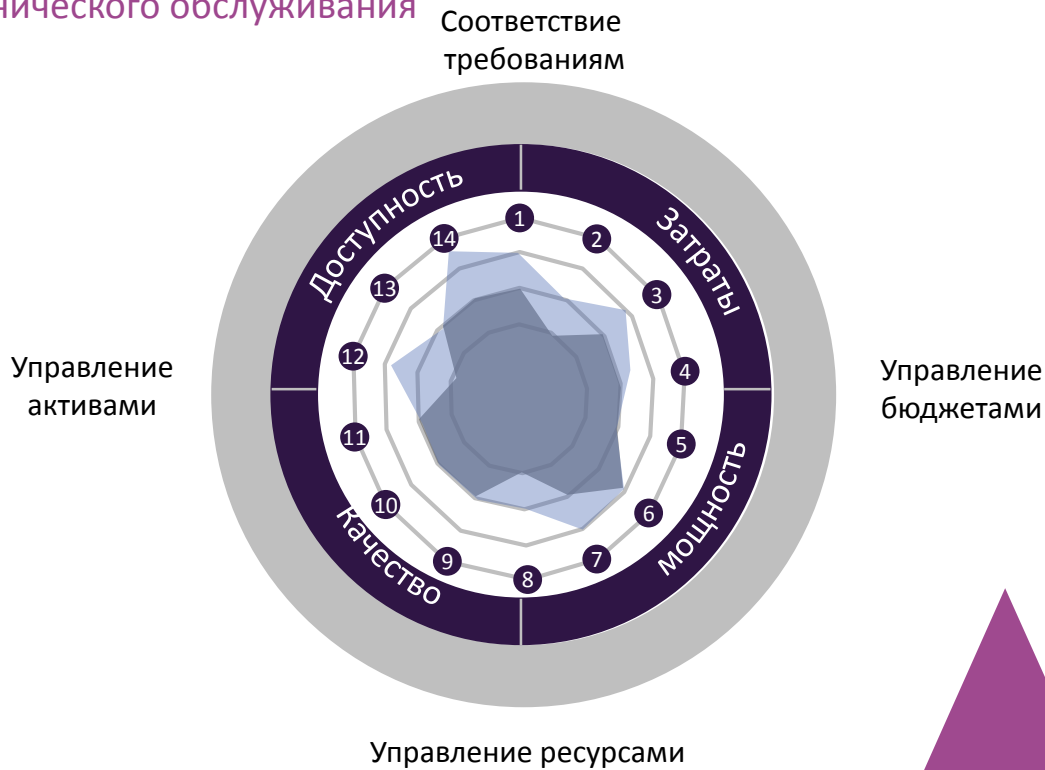 нического обслуживания
Соответствие
требованиям
Доступность
Затраты
1
2
3
4
5
6
7
8
9
10
11
12
13
14
Управление
активами
Управление
бюджетами
Качество
мощность
Управление ресурсами